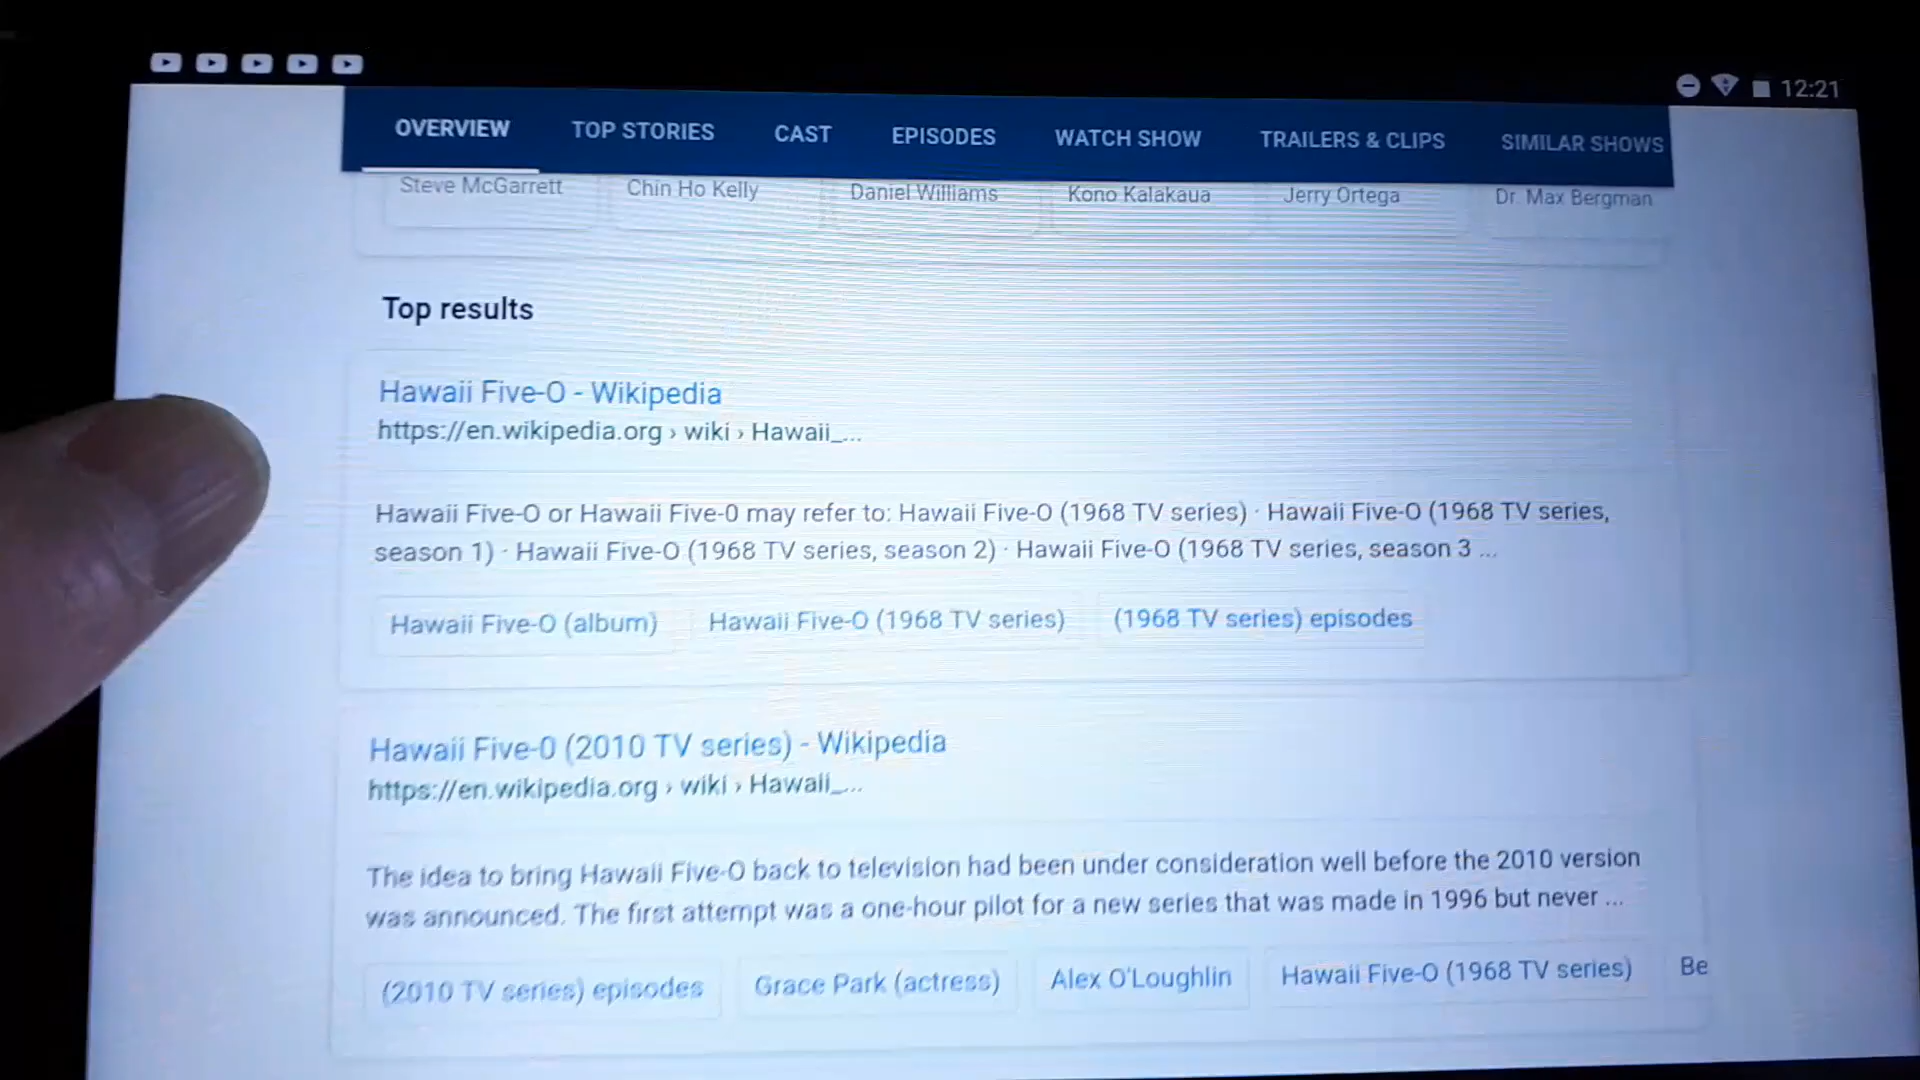 12:21
OVERVIEW TOP STORIES CAST EPISODES WATCH SHOW TRAILERS & CLIPS SIMILAR SHOWS
Steve McGarrett Chin Ho Kelly Daniel Williams Kono Kalakaua Jerry Ortega Dr. Max Bergman
Top results
Hawaii Five-O - Wikipedia
https://en.wikipedia.org › wiki › Hawaii_...
Hawaii Five-O or Hawaii Five-0 may refer to: Hawaii Five-O (1968 TV series) · Hawaii Five-O (1968 TV series,
season 1) · Hawaii Five-O (1968 TV series, season 2) · Hawaii Five-O (1968 TV series, season 3 ...
Hawaii Five-O (album) Hawaii Five-O (1968 TV series) (1968 TV series) episodes
Hawaii Five-0 (2010 TV series) - Wikipedia
https://en.wikipedia.org › wiki › Hawaii_...
The idea to bring Hawaii Five-O back to television had been under consideration well before the 2010 version
was announced. The first attempt was a one-hour pilot for a new series that was made in 1996 but never ...
(2010 TV series) episodes Grace Park (actress) Alex O'Loughlin Hawaii Five-O (1968 TV series) Be